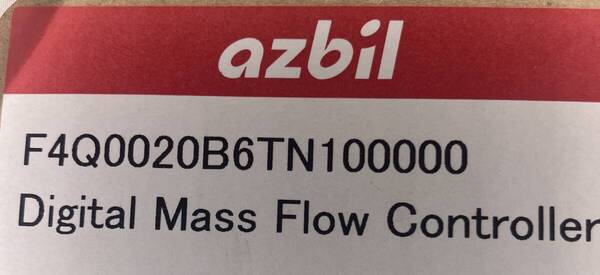 azbil
F4Q0020B6TN100000
Digital Mass Flow Controller